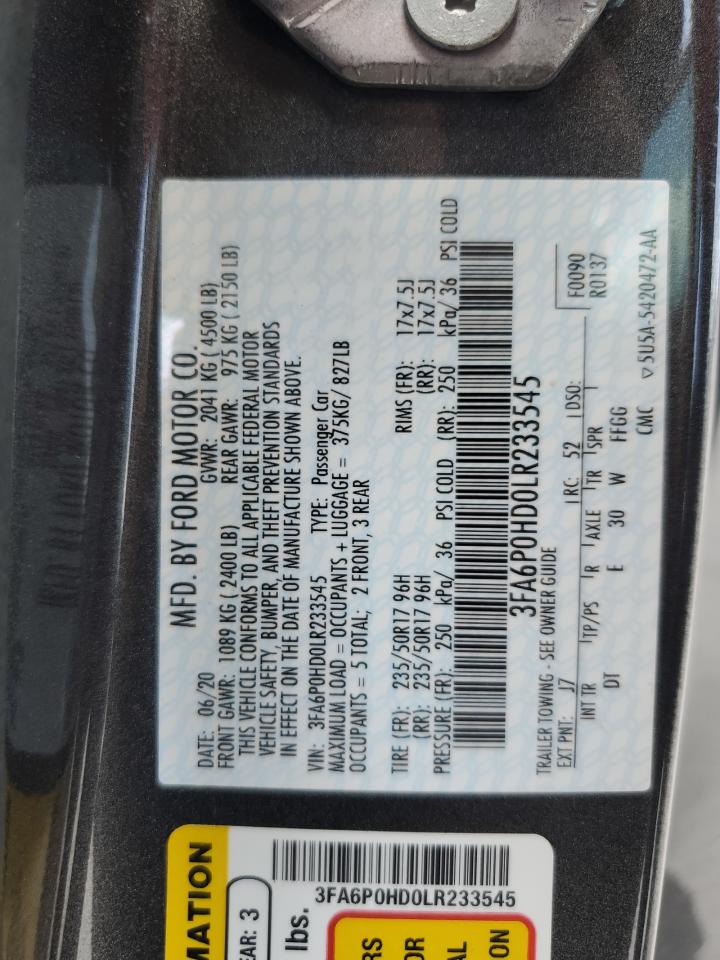 MFD. BY FORD MOTOR CO.
DATE: 06/20 GVWR: 2041 KG ( 4500 LB)
FRONT GAWR: 1089 KG ( 2400 LB) REAR GAWR: 975 KG ( 2150 LB)
THIS VEHICLE CONFORMS TO ALL APPLICABLE FEDERAL MOTOR
VEHICLE SAFETY, BUMPER, AND THEFT PREVENTION STANDARDS
IN EFFECT ON THE DATE OF MANUFACTURE SHOWN ABOVE.
VIN: 3FA6P0HD0LR233545 TYPE: Passenger Car
MAXIMUM LOAD = OCCUPANTS + LUGGAGE = 375KG/ 827LB
OCCUPANTS = 5 TOTAL; 2 FRONT, 3 REAR
TIRE (FR): 235/50R17 96H RIMS (FR): 17x7.5J
(RR): 235/50R17 96H (RR): 17x7.5J
PRESSURE (FR): 250 kPa/ 36 PSI COLD (RR): 250 kPa/ 36 PSI COLD
3FA6P0HD0LR233545
TRAILER TOWING - SEE OWNER GUIDE F0090
EXT PNT: J7 RC: 52 DSO: R0137
INT TR TP/PS R AXLE TR SPR
DT E 30 W FFGG
CMC ▽5U5A-5420472-AA
MATION
EAR: 3
lbs.
3FA6P0HD0LR233545
RS
OR
AL
ON